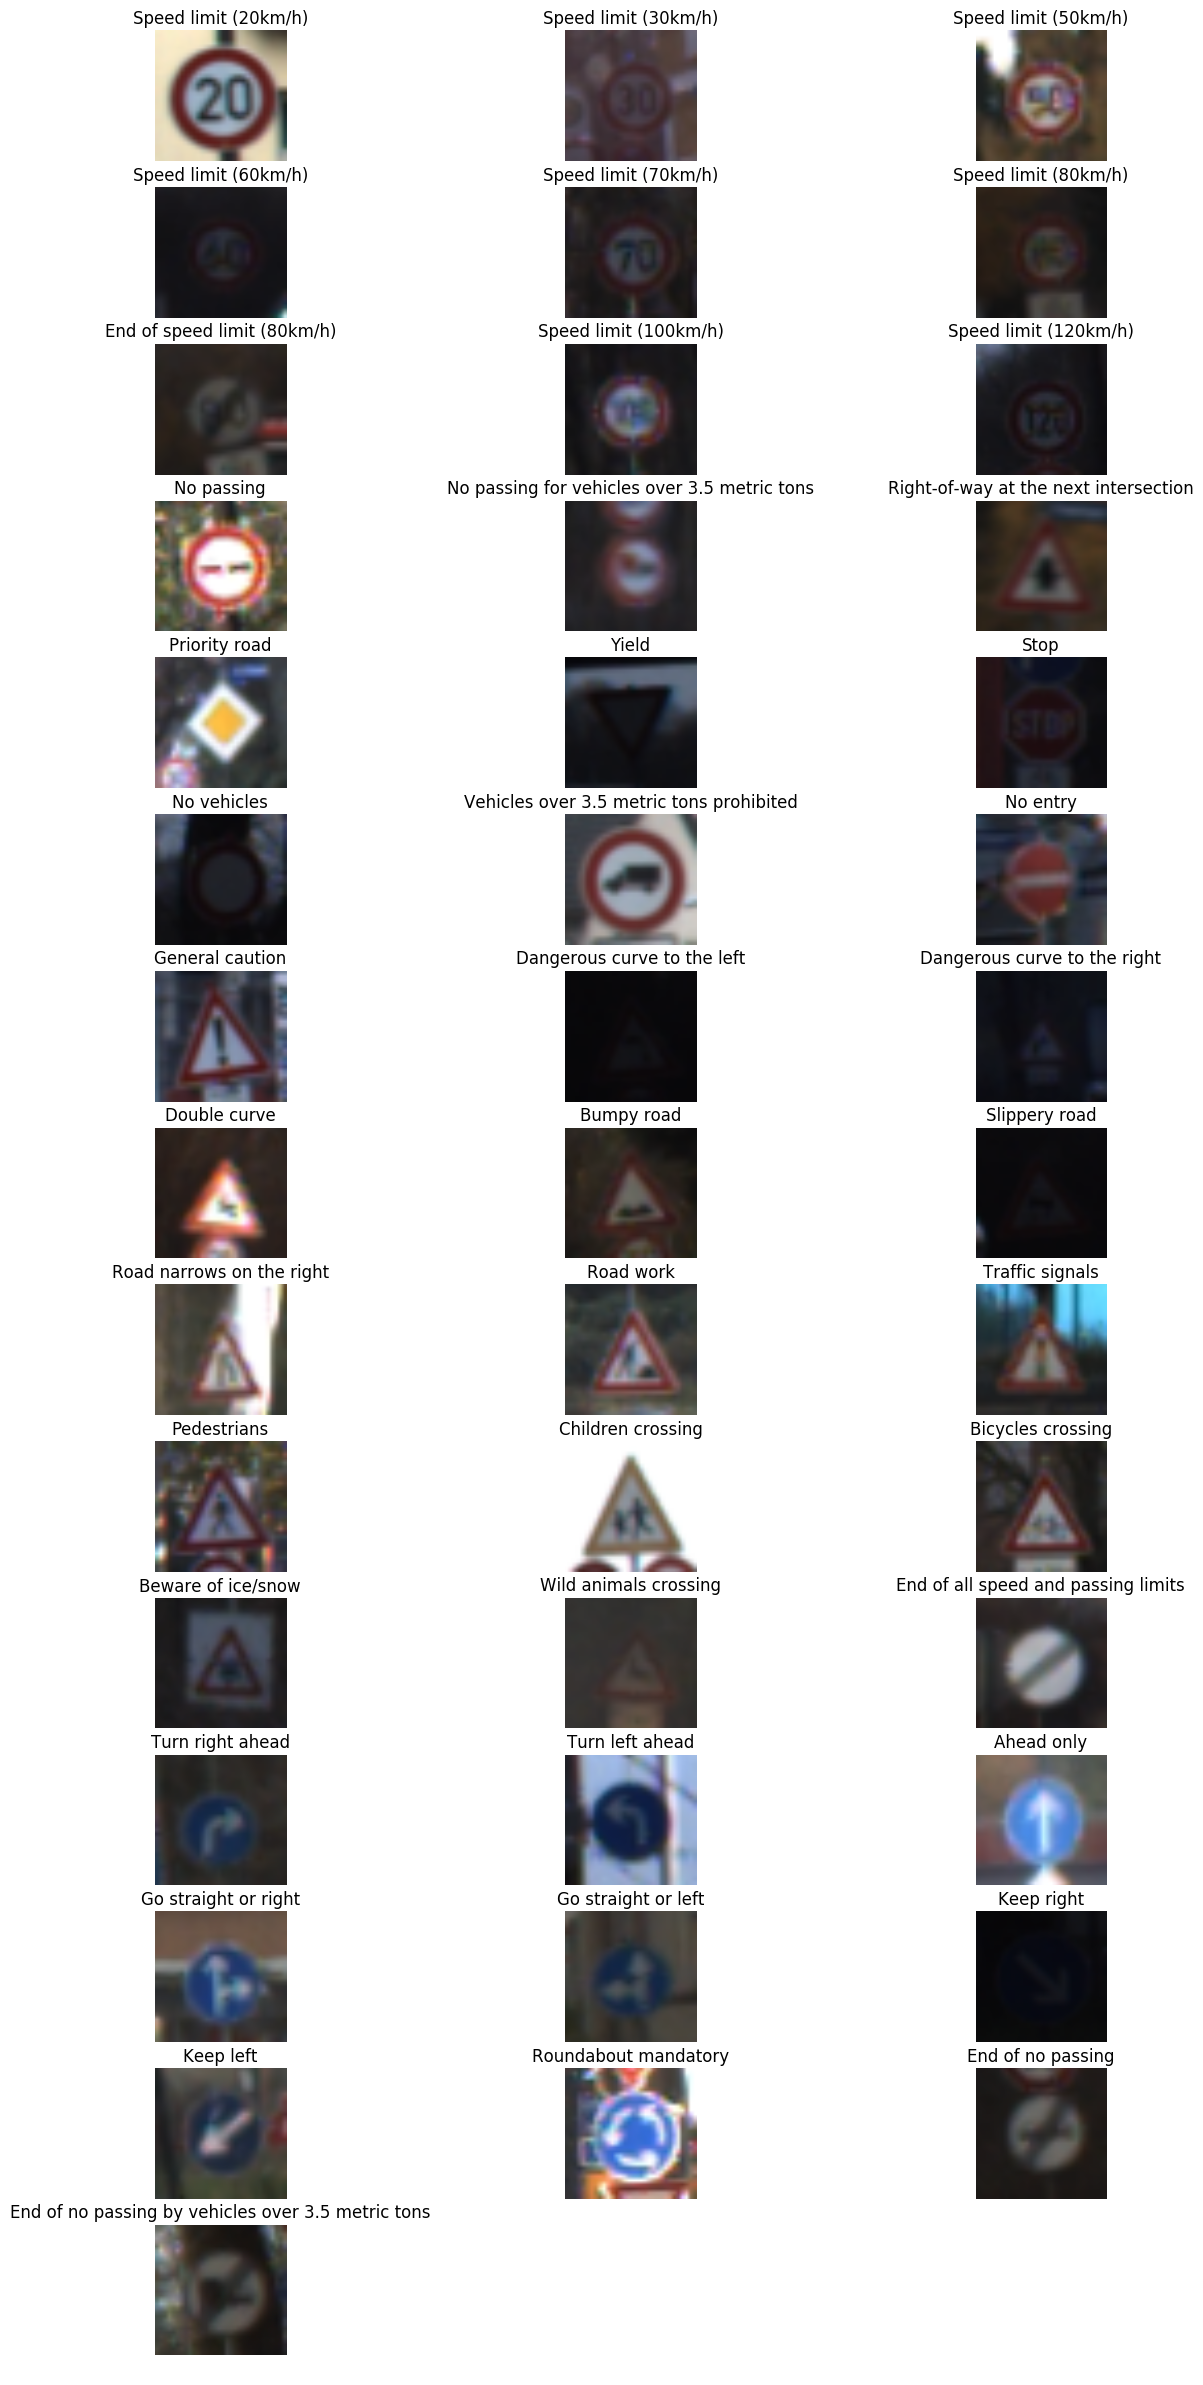 Speed limit (20km/h)
Speed limit (30km/h)
Speed limit (50km/h)
20
30
Speed limit (60km/h)
Speed limit (70km/h)
Speed limit (80km/h)
60
70
80
End of speed limit (80km/h)
Speed limit (100km/h)
Speed limit (120km/h)
80
120
No passing
No passing for vehicles over 3.5 metric tons
Right-of-way at the next intersection
Priority road
Yield
Stop
STOP
No vehicles
Vehicles over 3.5 metric tons prohibited
No entry
General caution
Dangerous curve to the left
Dangerous curve to the right
!
Double curve
Bumpy road
Slippery road
Road narrows on the right
Road work
Traffic signals
Pedestrians
Children crossing
Bicycles crossing
Beware of ice/snow
Wild animals crossing
End of all speed and passing limits
Turn right ahead
Turn left ahead
Ahead only
Go straight or right
Go straight or left
Keep right
Keep left
Roundabout mandatory
End of no passing
End of no passing by vehicles over 3.5 metric tons